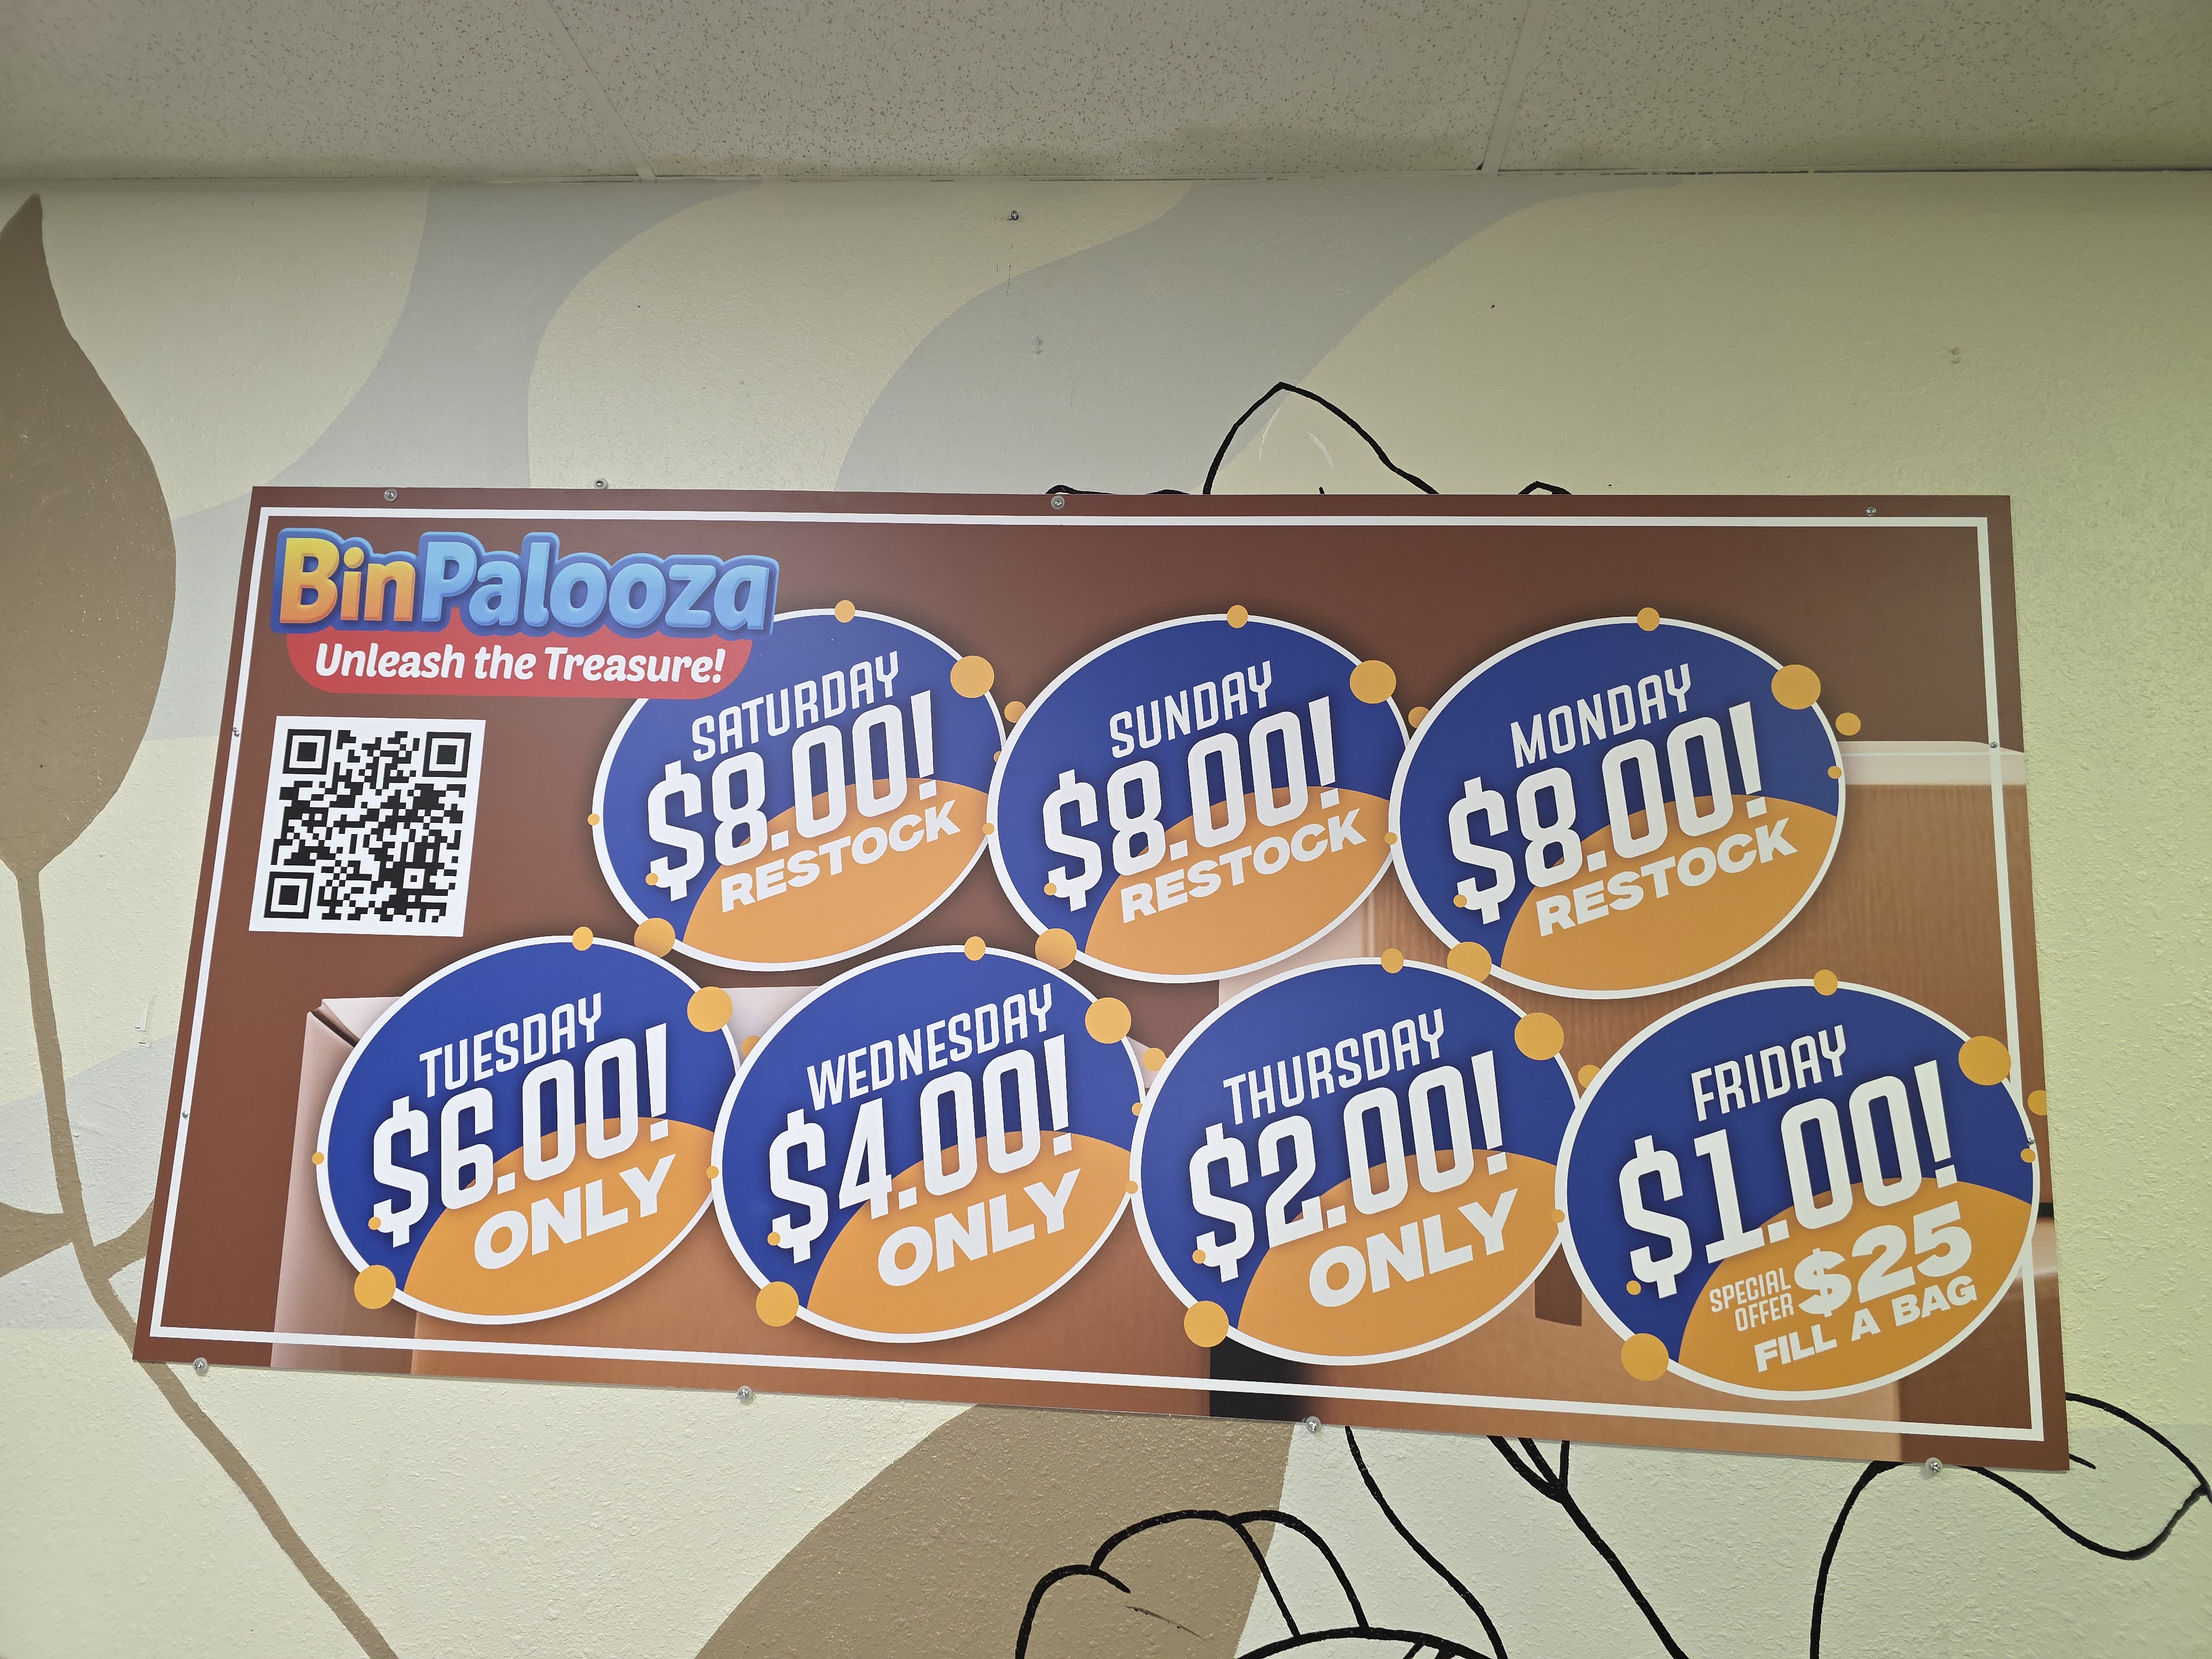 BinPalooza
Unleash the Treasure!
SATURDAY
$8.00!
RESTOCK
SUNDAY
$8.00!
RESTOCK
MONDAY
$8.00!
RESTOCK
TUESDAY
$6.00!
ONLY
WEDNESDAY
$4.00!
ONLY
THURSDAY
$2.00!
ONLY
FRIDAY
$1.00!
SPECIAL
OFFER $25
FILL A BAG